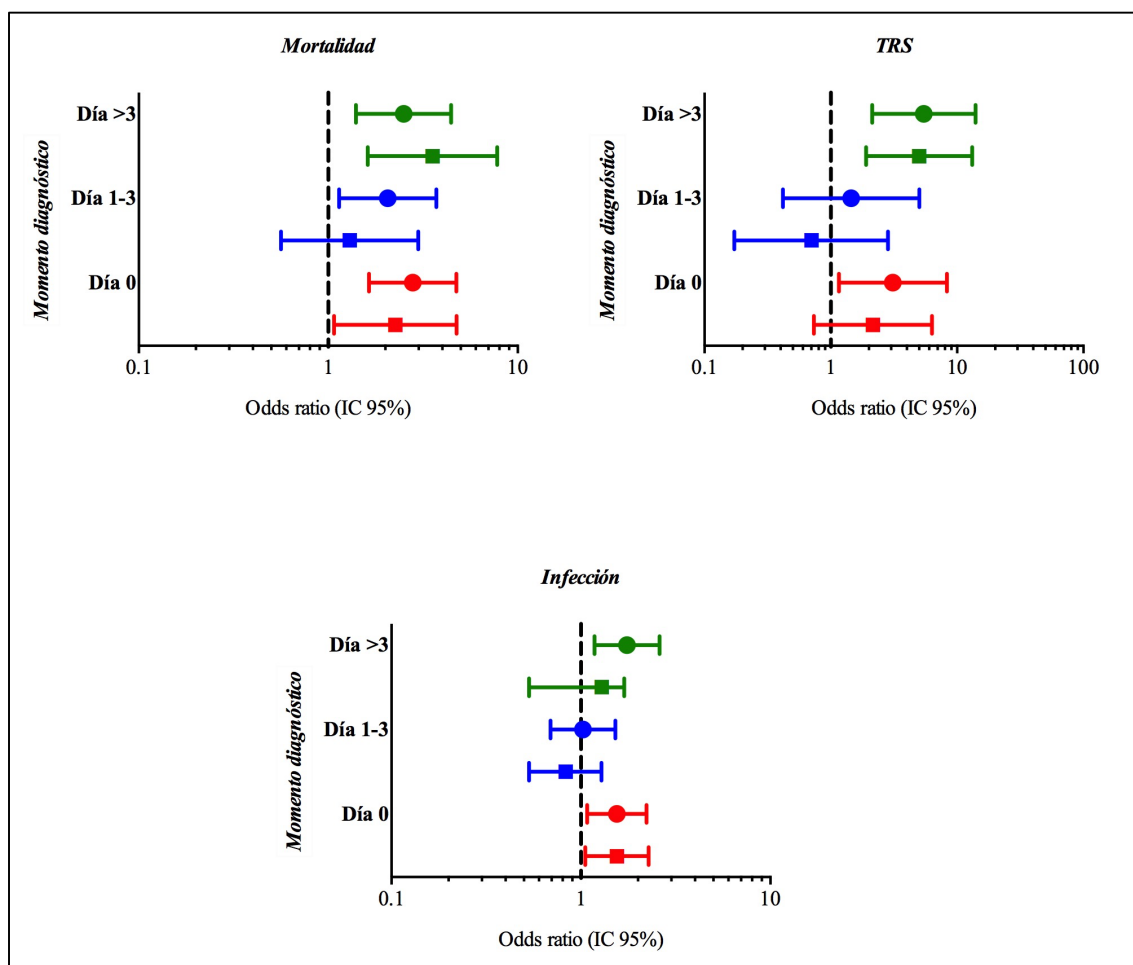 Mortalidad
Momento diagnóstico
Día >3
Día 1-3
Día 0
0.1 1 10
Odds ratio (IC 95%)
TRS
Momento diagnóstico
Día >3
Día 1-3
Día 0
0.1 1 10 100
Odds ratio (IC 95%)
Infección
Momento diagnóstico
Día >3
Día 1-3
Día 0
0.1 1 10
Odds ratio (IC 95%)